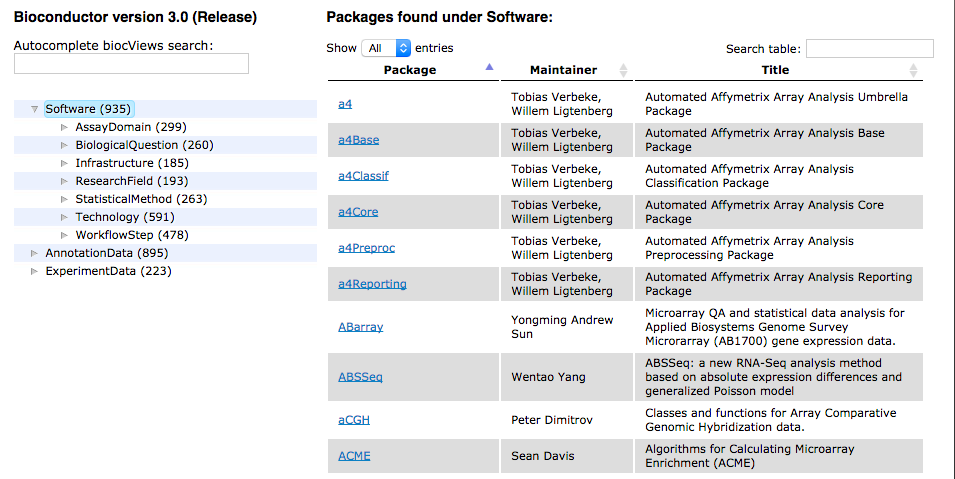 Bioconductor version 3.0 (Release)
Autocomplete biocViews search:
Software (935)
AssayDomain (299)
BiologicalQuestion (260)
Infrastructure (185)
ResearchField (193)
StatisticalMethod (263)
Technology (591)
WorkflowStep (478)
AnnotationData (895)
ExperimentData (223)
Packages found under Software:
Show All entries
Search table:
Package Maintainer Title
a4
Tobias Verbeke,
Willem Ligtenberg
Automated Affymetrix Array Analysis Umbrella
Package
a4Base
Tobias Verbeke,
Willem Ligtenberg
Automated Affymetrix Array Analysis Base
Package
a4Classif
Tobias Verbeke,
Willem Ligtenberg
Automated Affymetrix Array Analysis
Classification Package
a4Core
Tobias Verbeke,
Willem Ligtenberg
Automated Affymetrix Array Analysis Core
Package
a4Preproc
Tobias Verbeke,
Willem Ligtenberg
Automated Affymetrix Array Analysis
Preprocessing Package
a4Reporting
Tobias Verbeke,
Willem Ligtenberg
Automated Affymetrix Array Analysis Reporting
Package
ABarray
Yongming Andrew
Sun
Microarray QA and statistical data analysis for
Applied Biosystems Genome Survey
Microrarray (AB1700) gene expression data.
ABSSeq
Wentao Yang
ABSSeq: a new RNA-Seq analysis method
based on absolute expression differences and
generalized Poisson model
aCGH
Peter Dimitrov
Classes and functions for Array Comparative
Genomic Hybridization data.
ACME
Sean Davis
Algorithms for Calculating Microarray
Enrichment (ACME)